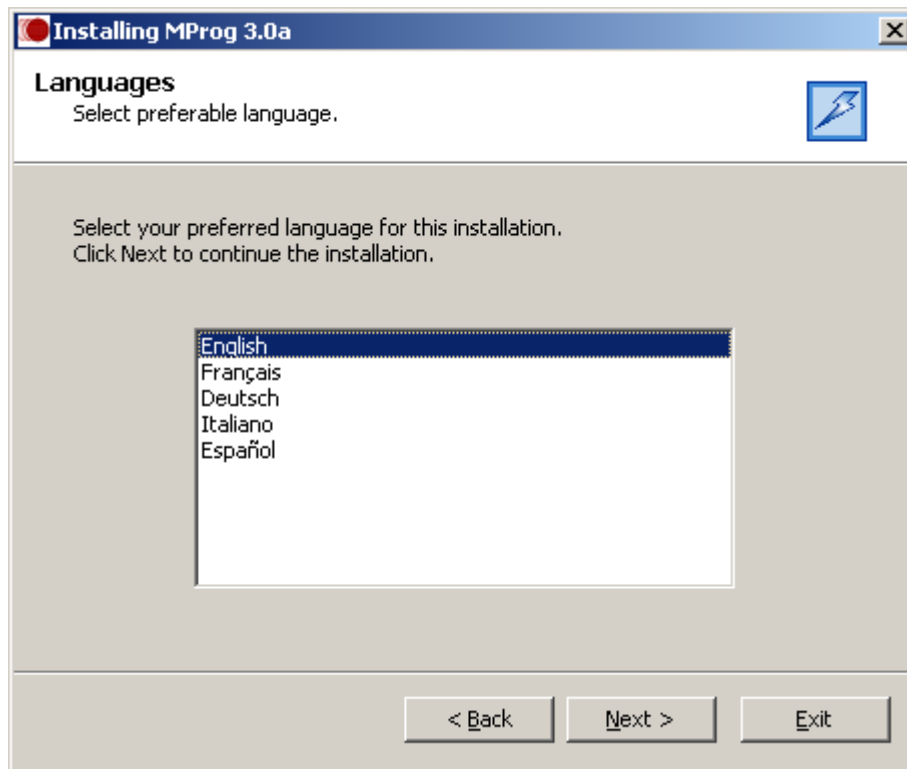 Installing MProg 3.0a
Languages
Select preferable language.
Select your preferred language for this installation.
Click Next to continue the installation.
English
Français
Deutsch
Italiano
Español
< Back Next > Exit